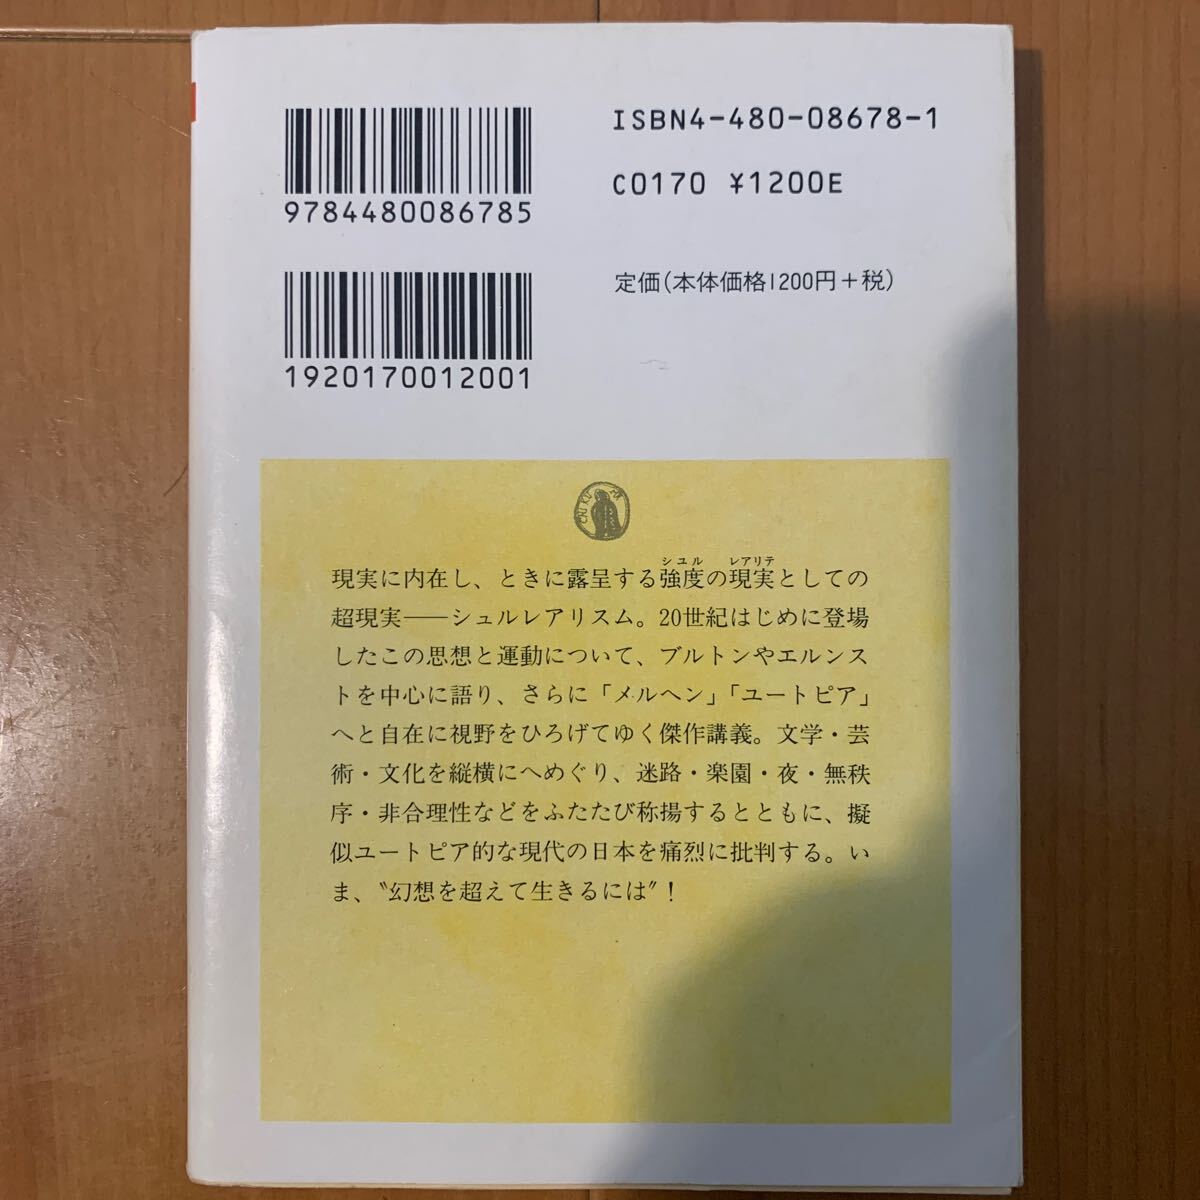 ISBN4-480-08678-1
C0170 ¥1200E
9784480086785
定価(本体価格1200円+税)
1920170012001
シュル レアリテ
現実に内在し、ときに露呈する強度の現実としての
超現実――シュルレアリスム。20世紀はじめに登場
したこの思想と運動について、ブルトンやエルンス
トを中心に語り、さらに「メルヘン」「ユートピア」
へと自在に視野をひろげてゆく傑作講義。文学・芸
術・文化を縦横にへめぐり、迷路・楽園・夜・無秩
序・非合理性などをふたたび称揚するとともに、擬
似ユートピア的な現代の日本を痛烈に批判する。い
ま、〝幻想を超えて生きるには〟!